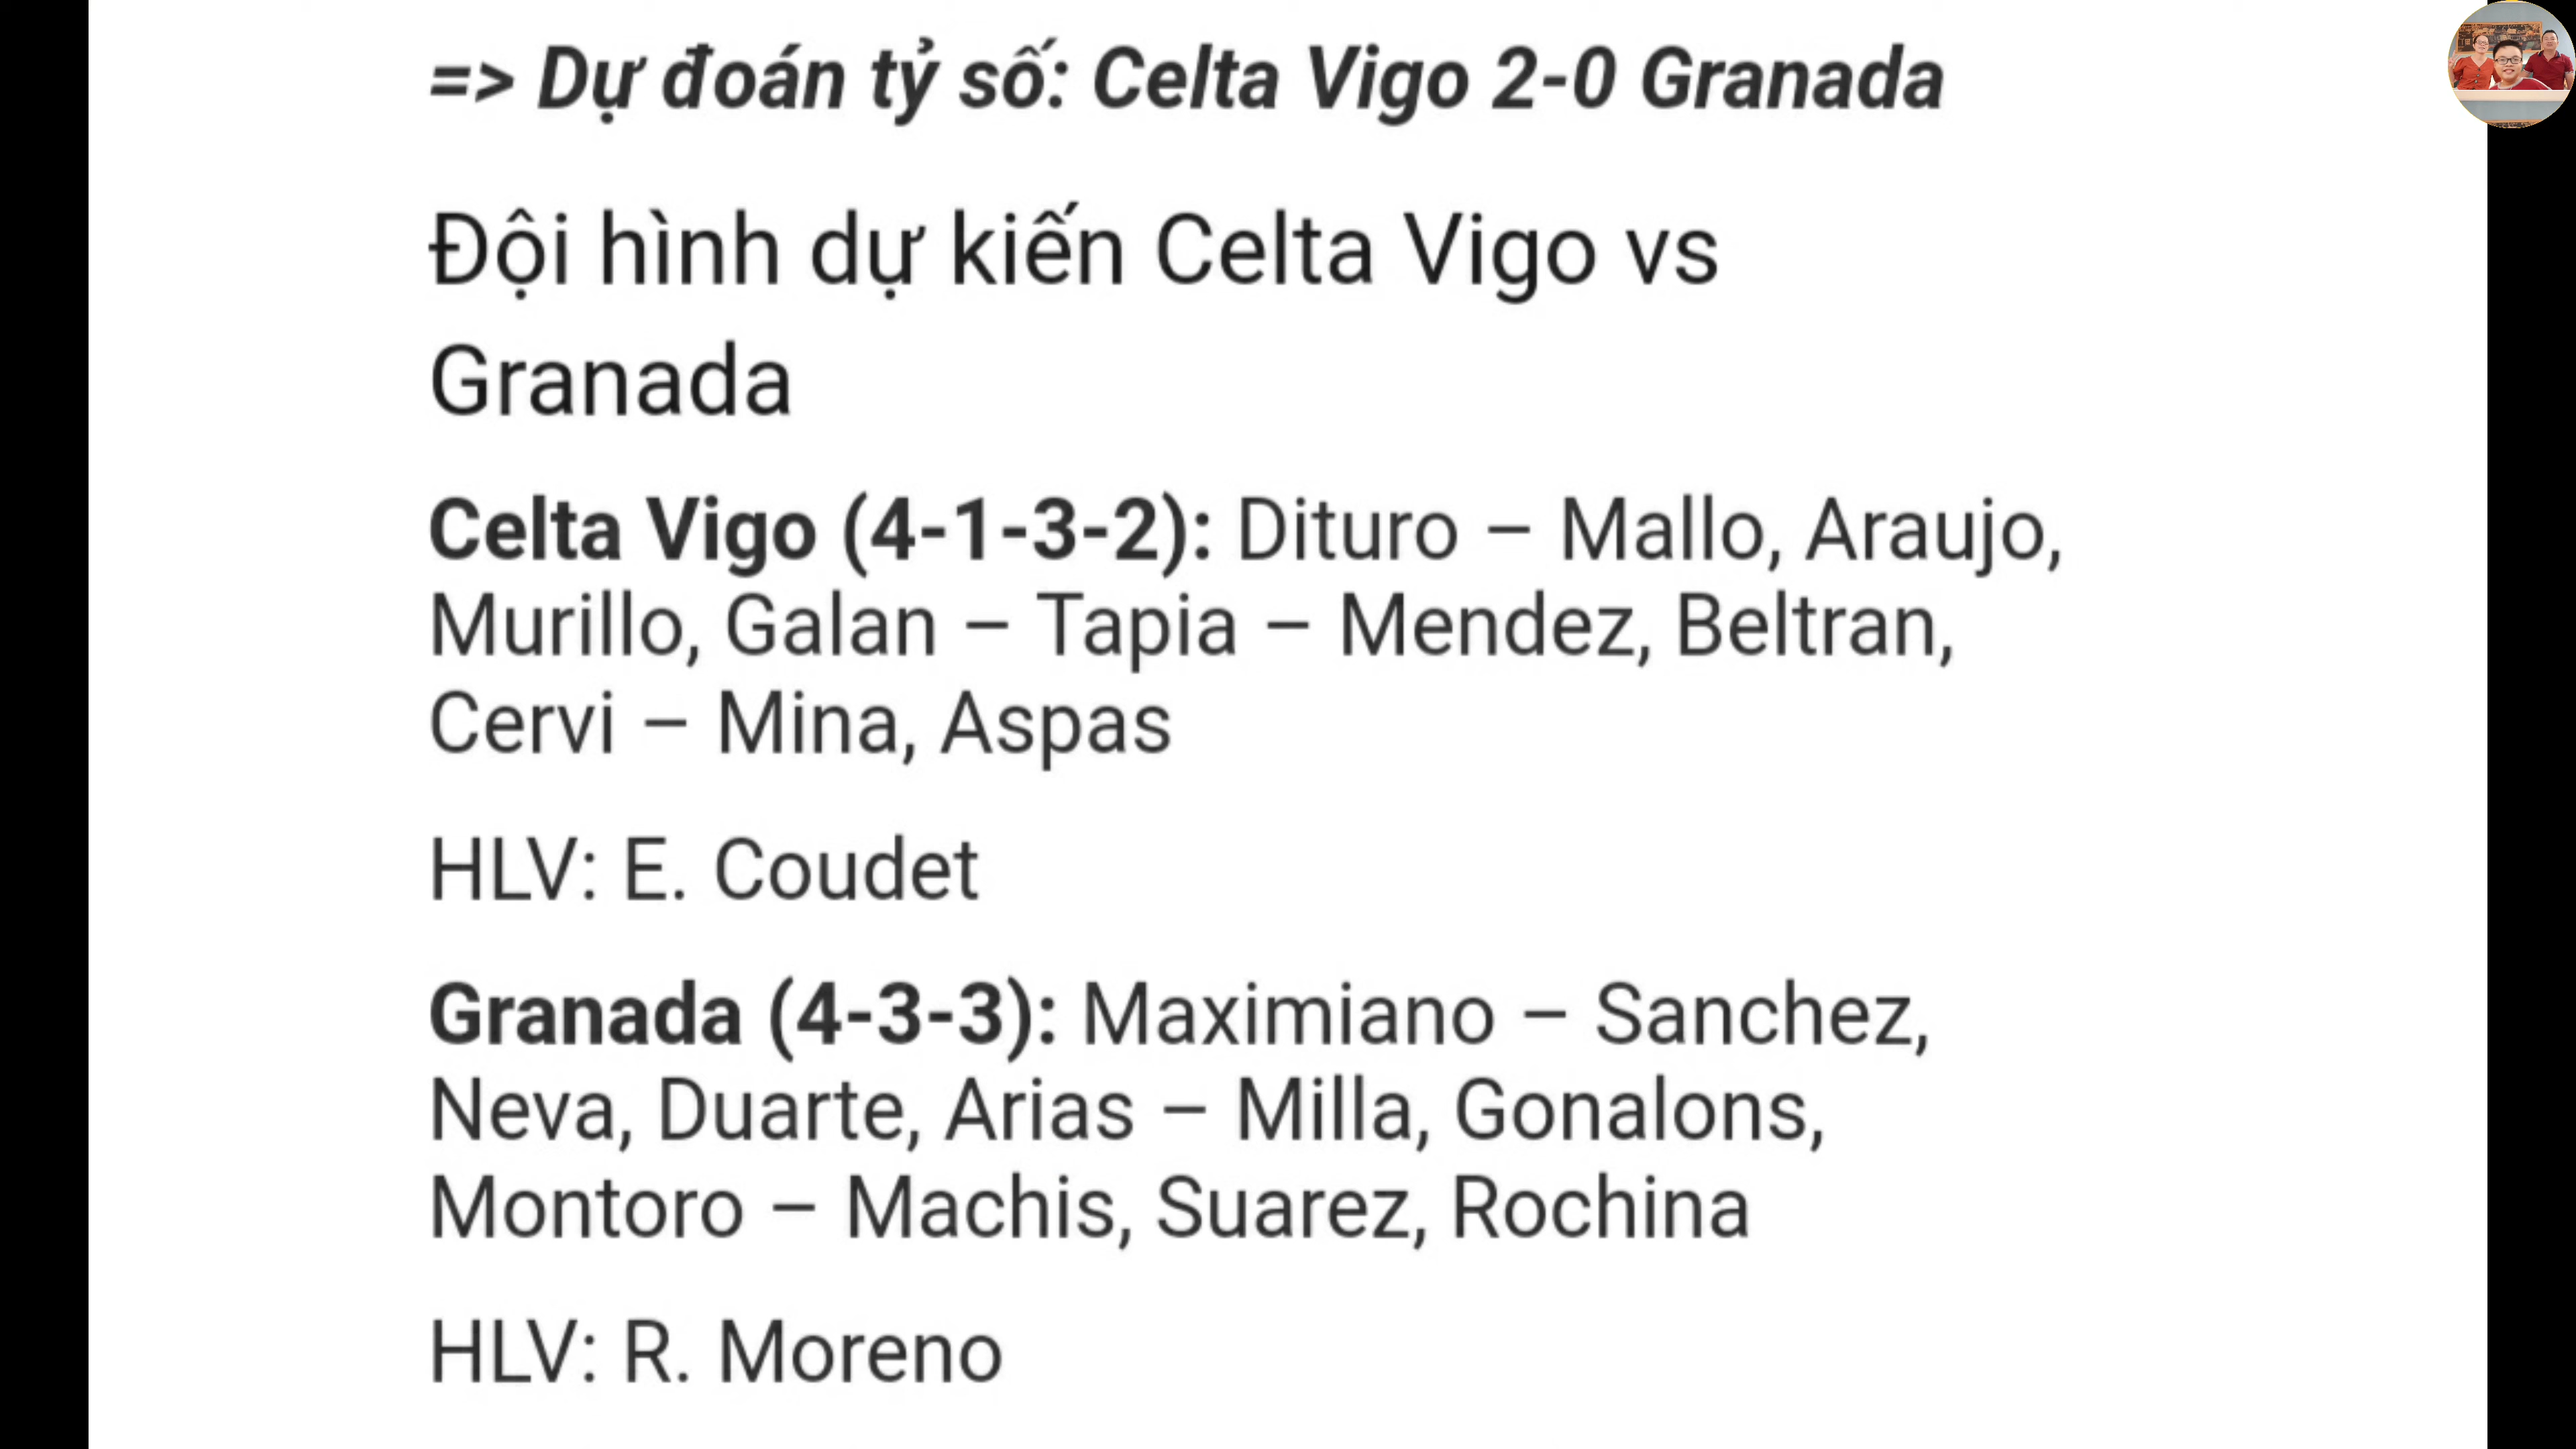 => Dự đoán tỷ số: Celta Vigo 2-0 Granada
Đội hình dự kiến Celta Vigo vs
Granada
Celta Vigo (4-1-3-2): Dituro – Mallo, Araujo,
Murillo, Galan – Tapia – Mendez, Beltran,
Cervi – Mina, Aspas
HLV: E. Coudet
Granada (4-3-3): Maximiano – Sanchez,
Neva, Duarte, Arias – Milla, Gonalons,
Montoro – Machis, Suarez, Rochina
HLV: R. Moreno